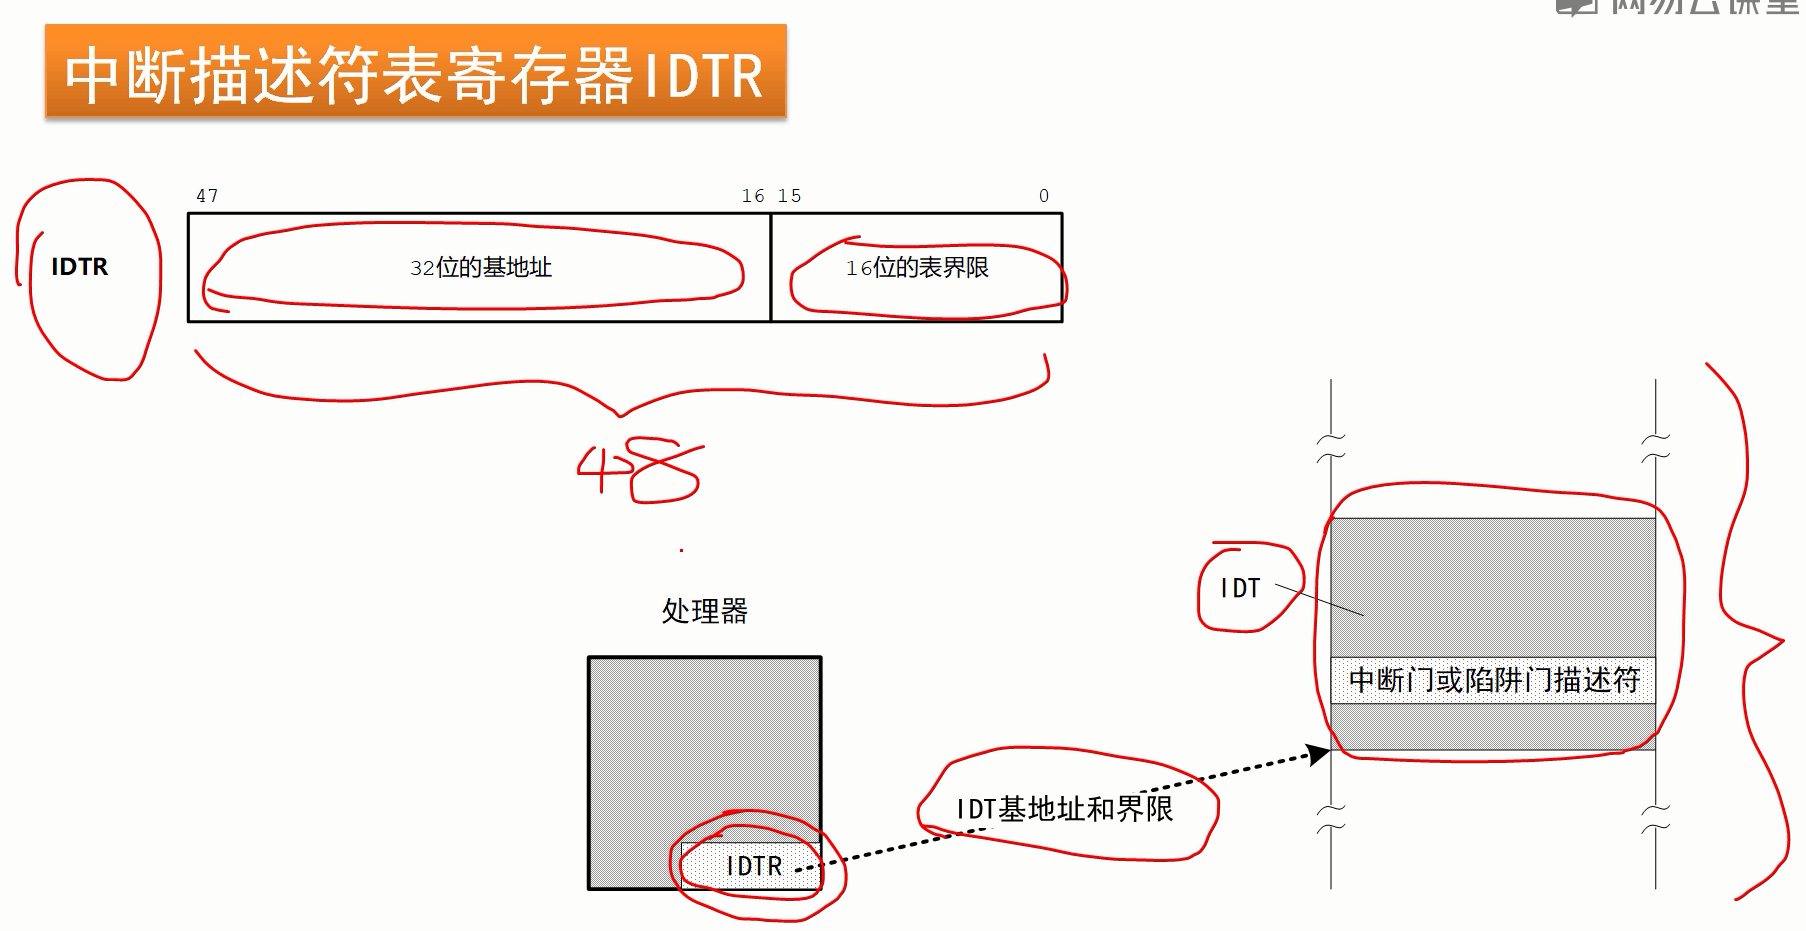 网易云课堂
中断描述符表寄存器IDTR
47 16 15 0
IDTR 32位的基地址 16位的表界限
48
IDT
处理器
中断门或陷阱门描述符
IDT基地址和界限
IDTR